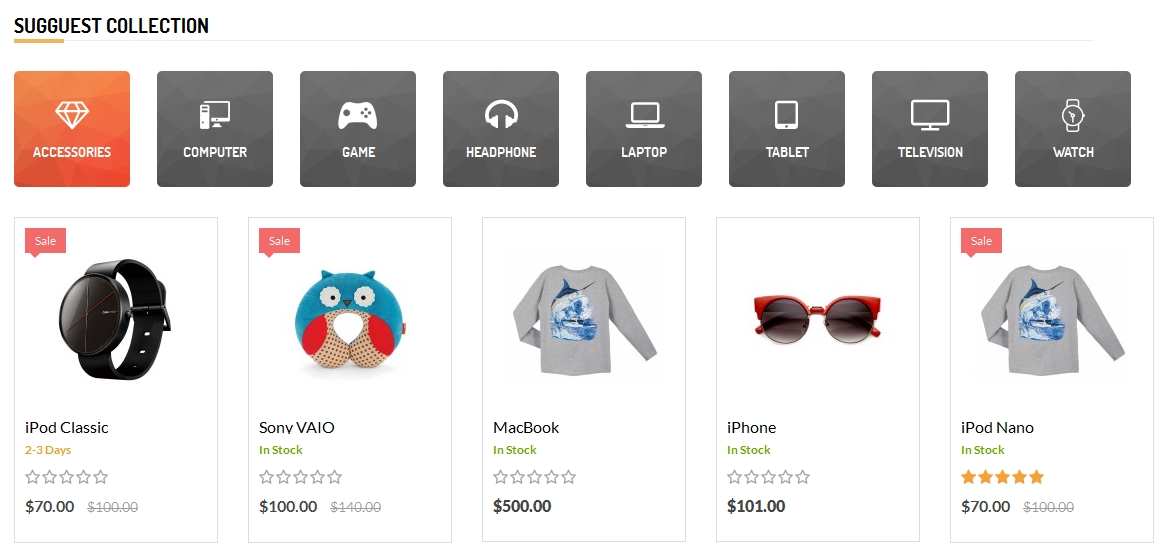 SUGGUEST COLLECTION
ACCESSORIES
COMPUTER
GAME
HEADPHONE
LAPTOP
TABLET
TELEVISION
WATCH
Sale
iPod Classic
2-3 Days
$70.00 $100.00
Sale
Sony VAIO
In Stock
$100.00 $140.00
MacBook
In Stock
$500.00
iPhone
In Stock
$101.00
Sale
iPod Nano
In Stock
$70.00 $100.00